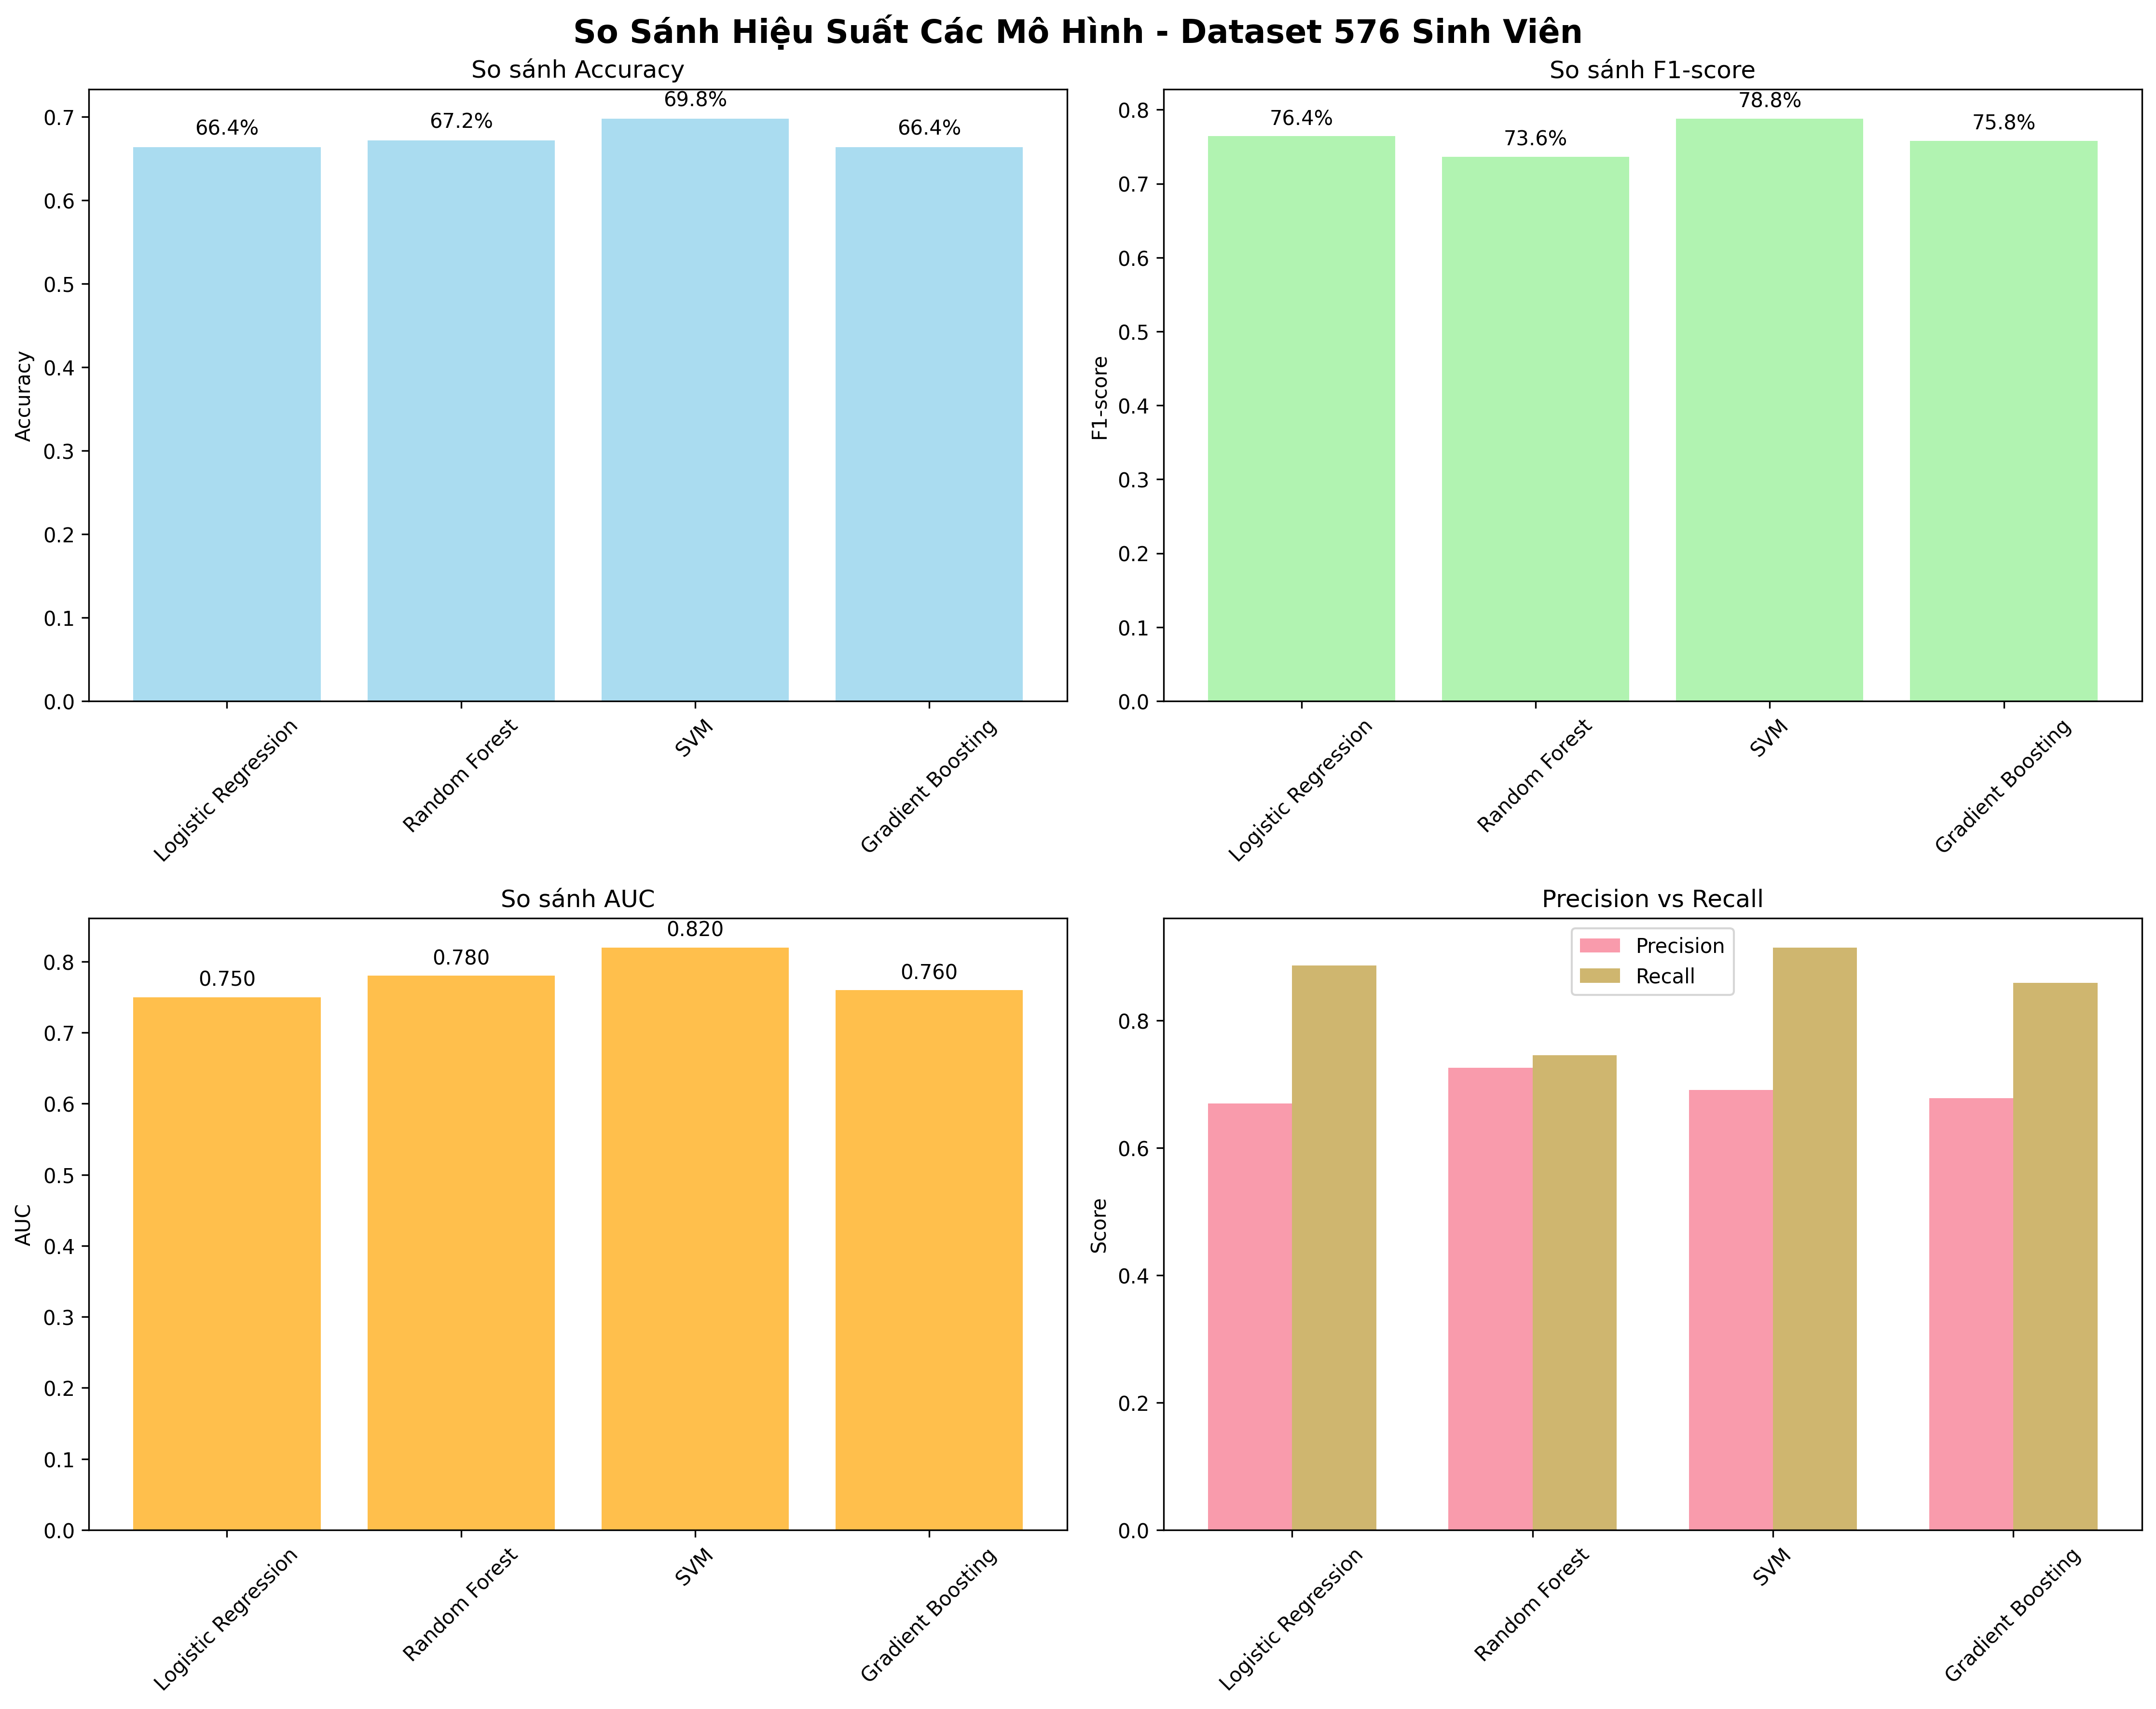 So Sánh Hiệu Suất Các Mô Hình - Dataset 576 Sinh Viên
So sánh Accuracy
Accuracy
0.7
0.6
0.5
0.4
0.3
0.2
0.1
0.0
66.4%
67.2%
69.8%
66.4%
Logistic Regression
Random Forest
SVM
Gradient Boosting
So sánh F1-score
F1-score
0.8
0.7
0.6
0.5
0.4
0.3
0.2
0.1
0.0
76.4%
73.6%
78.8%
75.8%
Logistic Regression
Random Forest
SVM
Gradient Boosting
So sánh AUC
AUC
0.8
0.7
0.6
0.5
0.4
0.3
0.2
0.1
0.0
0.750
0.780
0.820
0.760
Logistic Regression
Random Forest
SVM
Gradient Boosting
Precision vs Recall
Precision
Recall
Score
0.8
0.6
0.4
0.2
0.0
Logistic Regression
Random Forest
SVM
Gradient Boosting